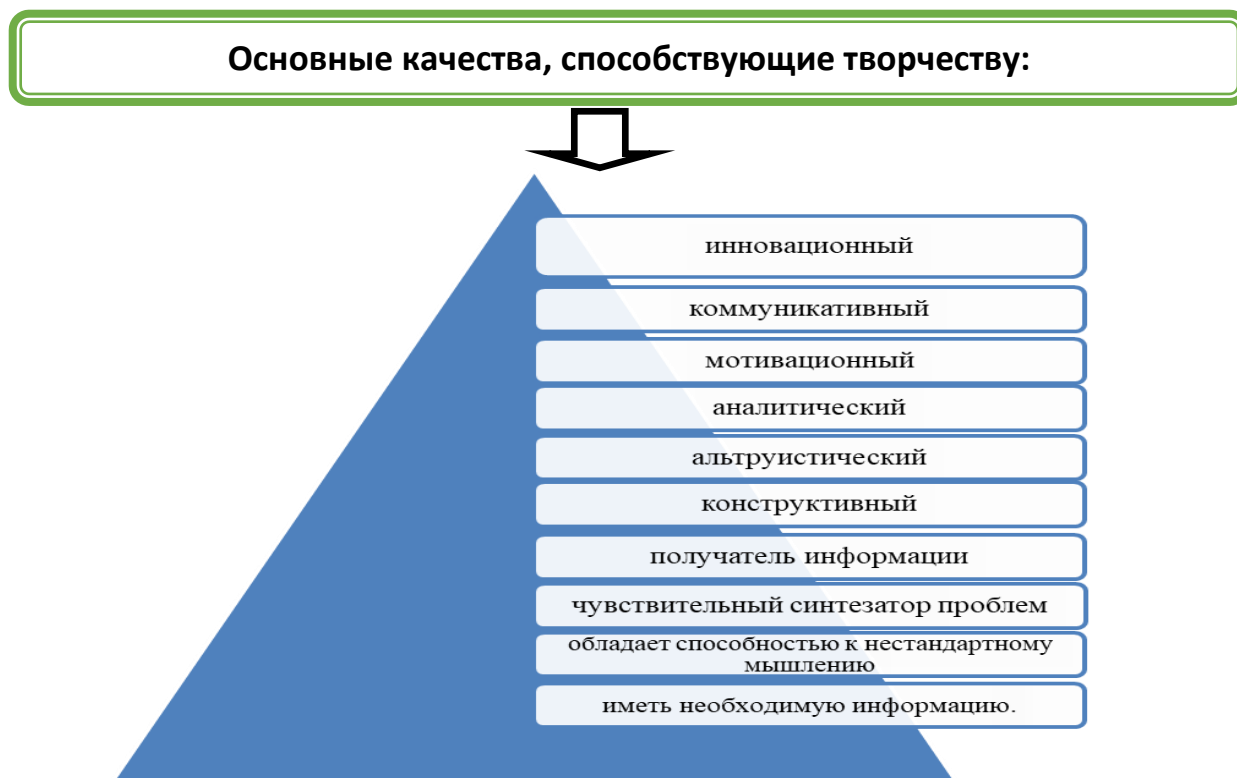 Основные качества, способствующие творчеству:
инновационный
коммуникативный
мотивационный
аналитический
альтруистический
конструктивный
получатель информации
чувствительный синтезатор проблем
обладает способностью к нестандартному
мышлению
иметь необходимую информацию.